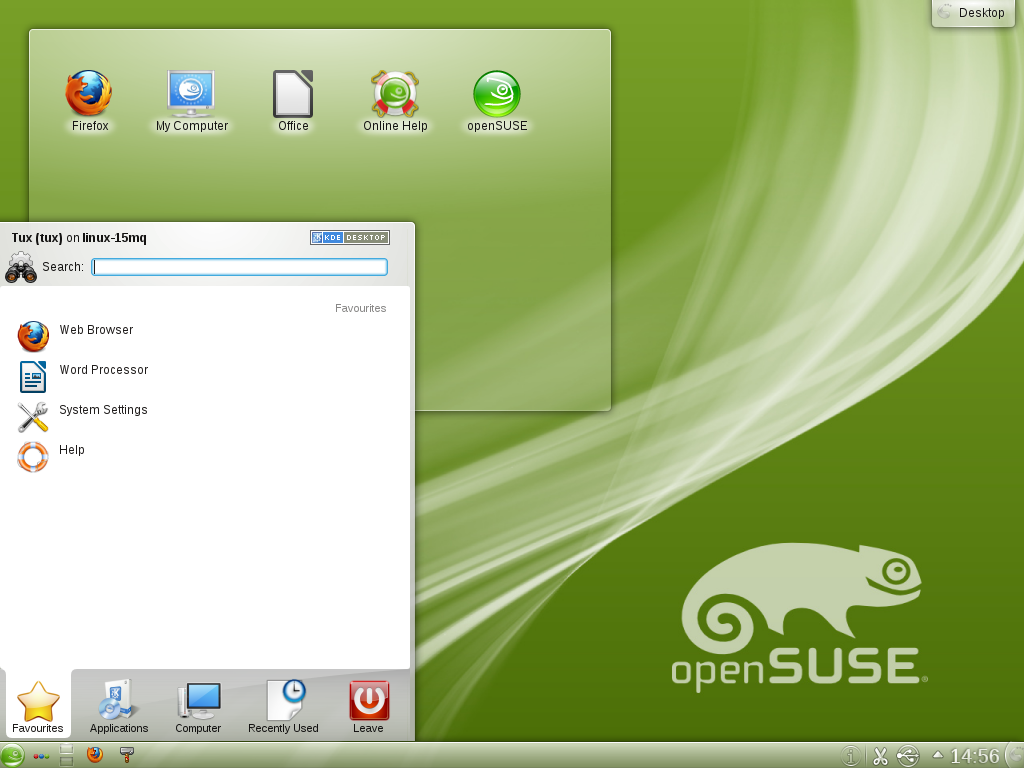 Desktop
Firefox
My Computer
Office
Online Help
openSUSE
Tux (tux) on linux-15mq
KDE DESKTOP
Search:
Favourites
Web Browser
Word Processor
System Settings
Help
openSUSE®
Favourites
Applications
Computer
Recently Used
Leave
14:56